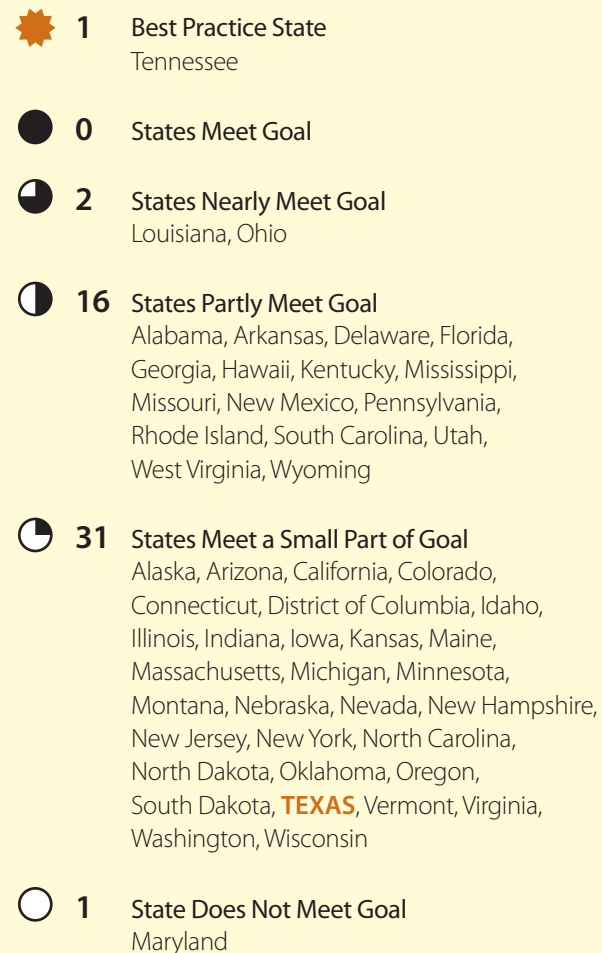 1 Best Practice State
Tennessee
0 States Meet Goal
2 States Nearly Meet Goal
Louisiana, Ohio
16 States Partly Meet Goal
Alabama, Arkansas, Delaware, Florida,
Georgia, Hawaii, Kentucky, Mississippi,
Missouri, New Mexico, Pennsylvania,
Rhode Island, South Carolina, Utah,
West Virginia, Wyoming
31 States Meet a Small Part of Goal
Alaska, Arizona, California, Colorado,
Connecticut, District of Columbia, Idaho,
Illinois, Indiana, Iowa, Kansas, Maine,
Massachusetts, Michigan, Minnesota,
Montana, Nebraska, Nevada, New Hampshire,
New Jersey, New York, North Carolina,
North Dakota, Oklahoma, Oregon,
South Dakota, TEXAS, Vermont, Virginia,
Washington, Wisconsin
1 State Does Not Meet Goal
Maryland